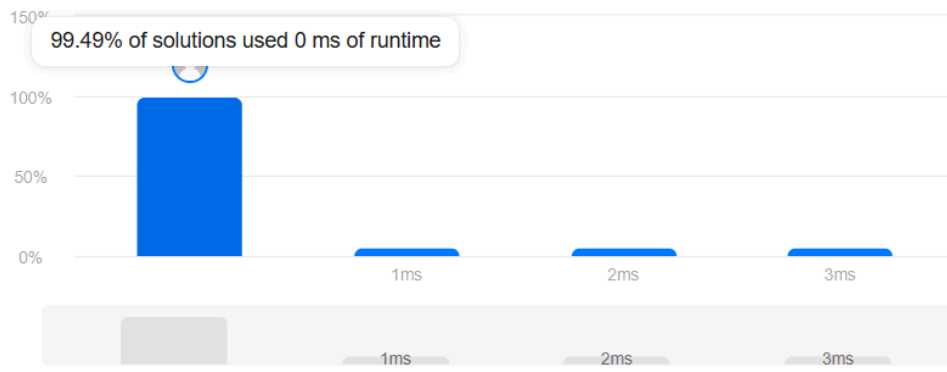 150%
99.49% of solutions used 0 ms of runtime
100%
50%
0%
1ms 2ms 3ms
1ms 2ms 3ms